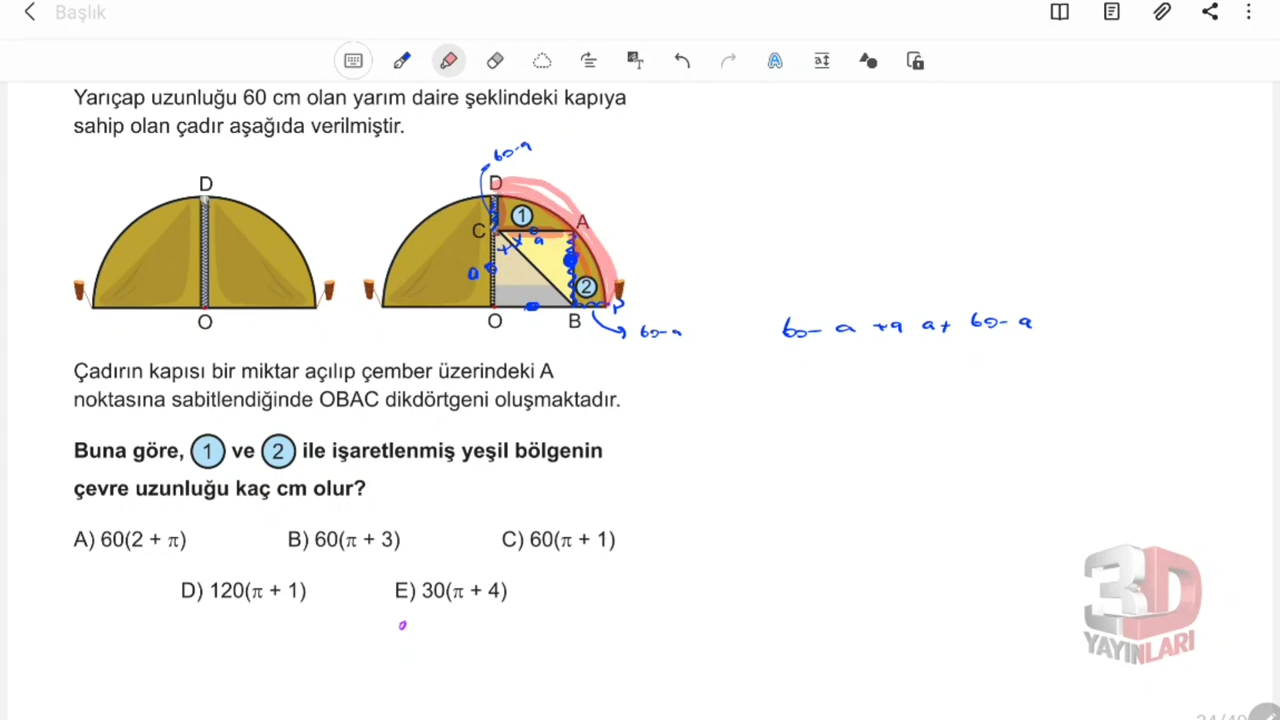 Başlık
Yarıçap uzunluğu 60 cm olan yarım daire şeklindeki kapıya
sahip olan çadır aşağıda verilmiştir.
60-a
D
D
1
A
C
x x a
a
2
O
O
B
60-a
60- a +a a+ 60- a
Çadırın kapısı bir miktar açılıp çember üzerindeki A
noktasına sabitlendiğinde OBAC dikdörtgeni oluşmaktadır.
Buna göre, 1 ve 2 ile işaretlenmiş yeşil bölgenin
çevre uzunluğu kaç cm olur?
A) 60(2 + π) B) 60(π + 3) C) 60(π + 1)
D) 120(π + 1) E) 30(π + 4)
3D
YAYINLARI